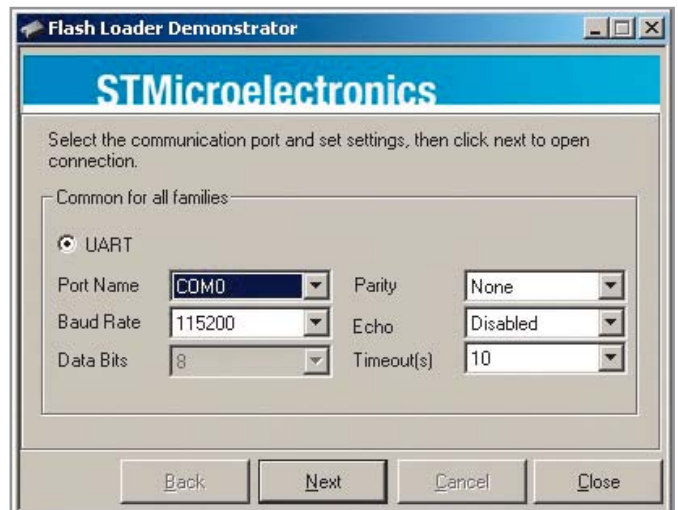 Flash Loader Demonstrator
STMicroelectronics
Select the communication port and set settings, then click next to open
connection.
Common for all families
UART
Port Name COM0 Parity None
Baud Rate 115200 Echo Disabled
Data Bits 8 Timeout(s) 10
Back Next Cancel Close